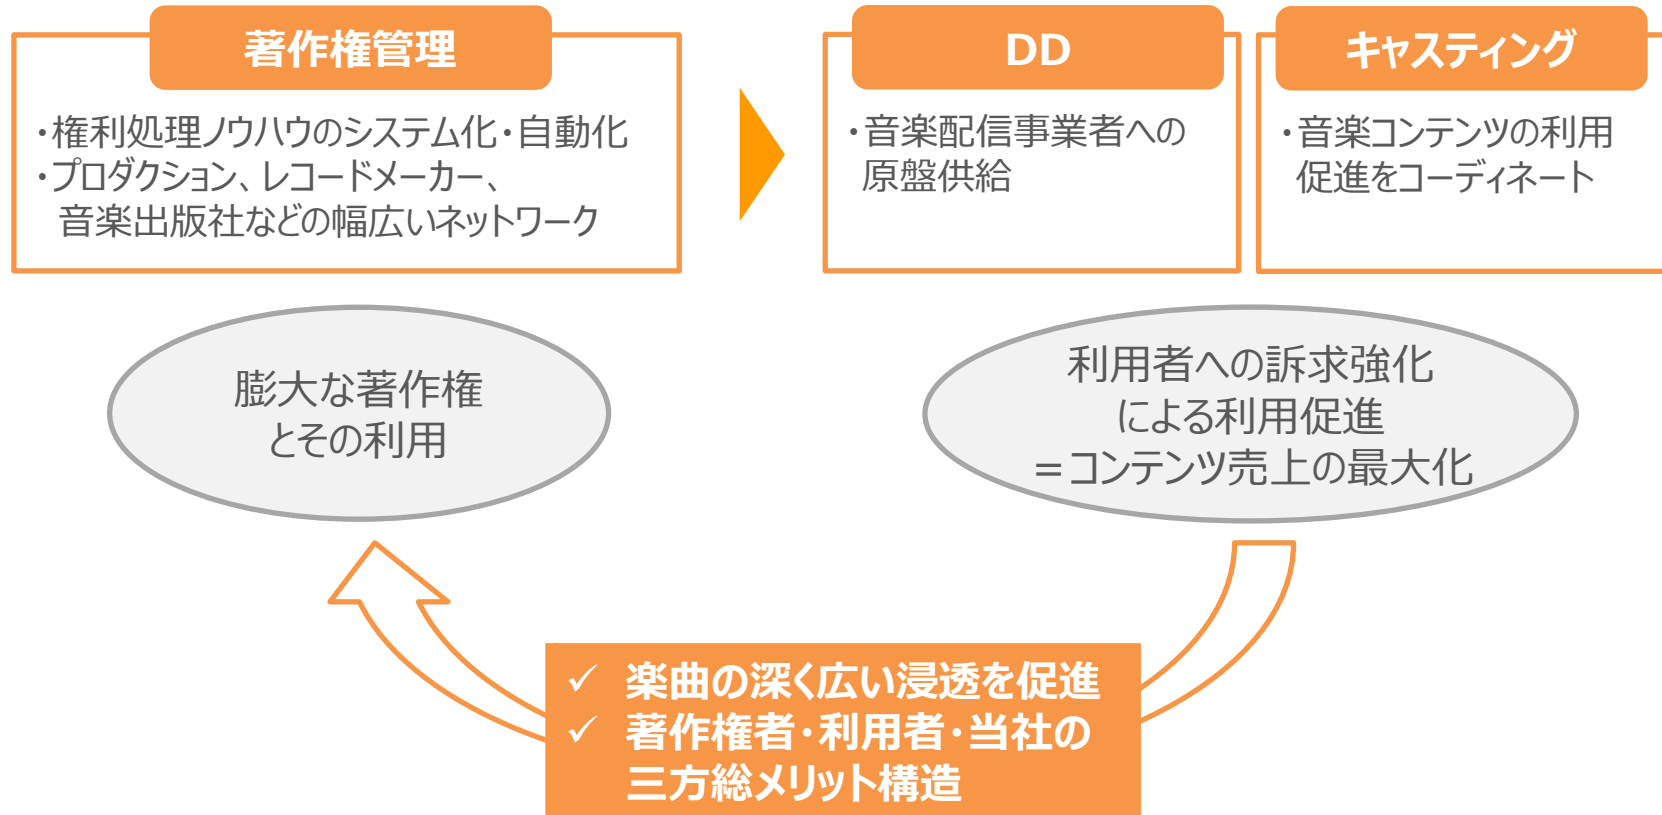 著作権管理
・権利処理ノウハウのシステム化・自動化
・プロダクション、レコードメーカー、
音楽出版社などの幅広いネットワーク
DD
・音楽配信事業者への
原盤供給
キャスティング
・音楽コンテンツの利用
促進をコーディネート
膨大な著作権
とその利用
利用者への訴求強化
による利用促進
=コンテンツ売上の最大化
✓ 楽曲の深く広い浸透を促進
✓ 著作権者・利用者・当社の
三方総メリット構造